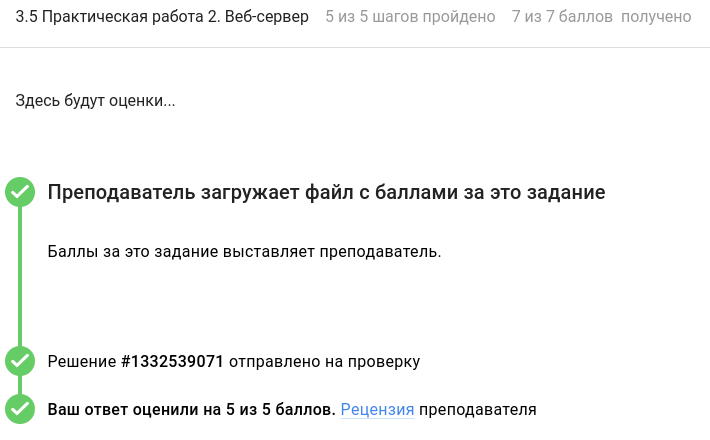 3.5 Практическая работа 2. Веб-сервер 5 из 5 шагов пройдено 7 из 7 баллов получено
Здесь будут оценки...
Преподаватель загружает файл с баллами за это задание
Баллы за это задание выставляет преподаватель.
Решение #1332539071 отправлено на проверку
Ваш ответ оценили на 5 из 5 баллов. Рецензия преподавателя